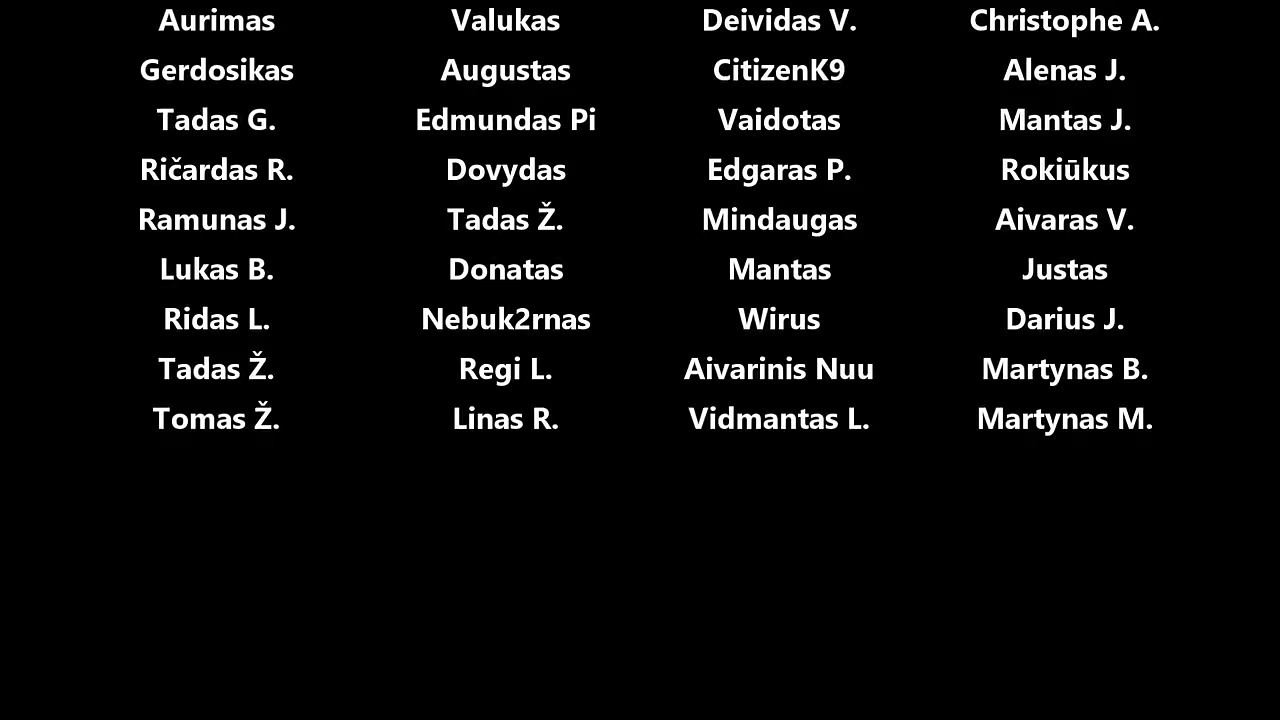 Aurimas Valukas Deividas V. Christophe A.
Gerdosikas Augustas CitizenK9 Alenas J.
Tadas G. Edmundas Pi Vaidotas Mantas J.
Ričardas R. Dovydas Edgaras P. Rokiūkus
Ramunas J. Tadas Ž. Mindaugas Aivaras V.
Lukas B. Donatas Mantas Justas
Ridas L. Nebuk2rnas Wirus Darius J.
Tadas Ž. Regi L. Aivarinis Nuu Martynas B.
Tomas Ž. Linas R. Vidmantas L. Martynas M.